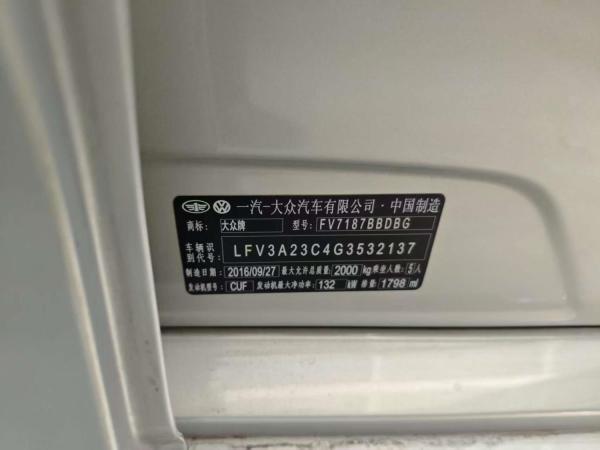 一汽-大众汽车有限公司·中国制造
商标: 大众牌 型号: FV7187BBDBG
车辆识别代号: LFV3A23C4G3532137
制造日期 2016/09/27 最大允许总质量: 2000 kg 乘坐人数: 5人
发动机型号 CUF 发动机最大净功率: 132 kW 排量: 1798 ml